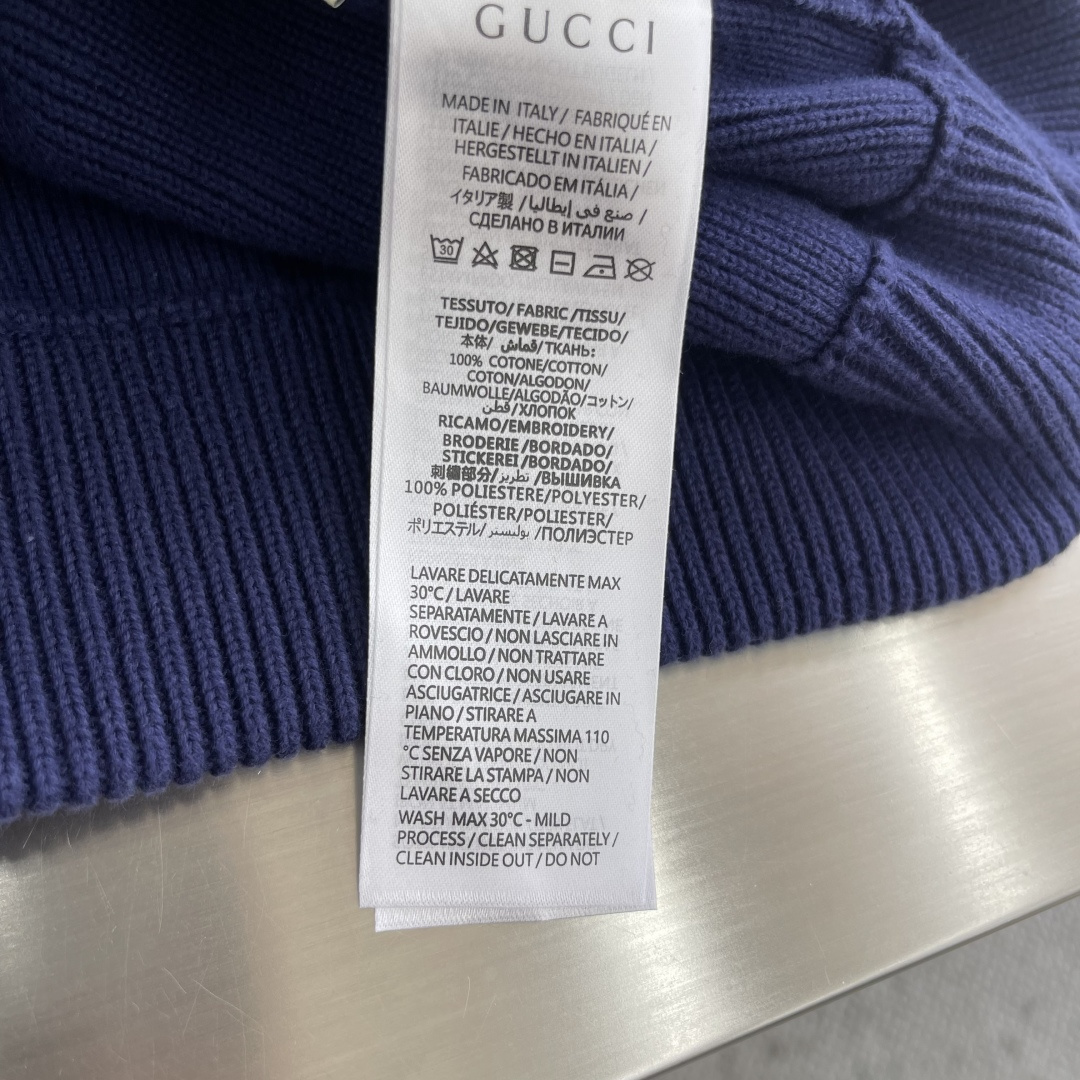 GUCCI
MADE IN ITALY / FABRIQUÉ EN
ITALIE / HECHO EN ITALIA /
HERGESTELLT IN ITALIEN /
FABRICADO EM ITÁLIA /
イタリア製 / صنع في إيطاليا /
СДЕЛАНО В ИТАЛИИ
30
TESSUTO/ FABRIC /TISSU/
TEJIDO/GEWEBE/TECIDO/
本体/ قماش/ТКАНЬ:
100% COTONE/COTTON/
COTON/ALGODON/
BAUMWOLLE/ALGODÃO/コットン/
قطن/ХЛОПОК
RICAMO/EMBROIDERY/
BRODERIE /BORDADO/
STICKEREI /BORDADO/
刺繍部分/ تطريز /ВЫШИВКА
100% POLIESTERE/POLYESTER/
POLIÉSTER/POLIESTER/
ポリエステル/ بوليستر /ПОЛИЭСТЕР
LAVARE DELICATAMENTE MAX
30°C / LAVARE
SEPARATAMENTE / LAVARE A
ROVESCIO / NON LASCIARE IN
AMMOLLO / NON TRATTARE
CON CLORO / NON USARE
ASCIUGATRICE / ASCIUGARE IN
PIANO / STIRARE A
TEMPERATURA MASSIMA 110
°C SENZA VAPORE / NON
STIRARE LA STAMPA / NON
LAVARE A SECCO
WASH MAX 30°C - MILD
PROCESS / CLEAN SEPARATELY /
CLEAN INSIDE OUT / DO NOT